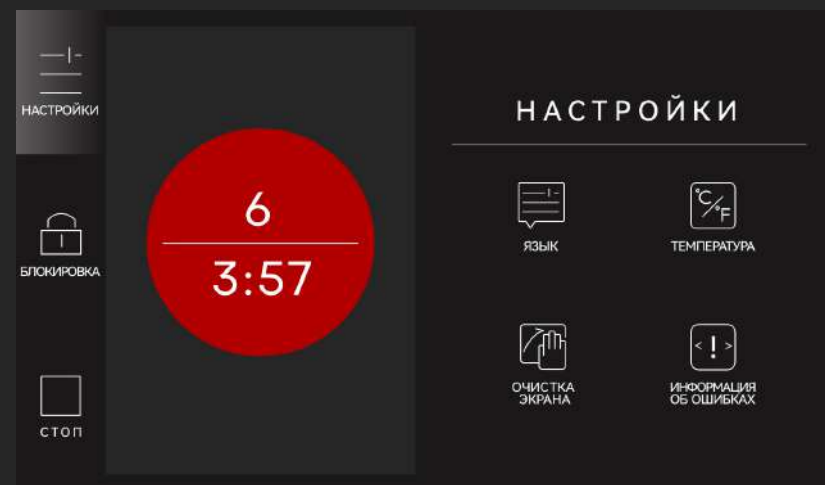 НАСТРОЙКИ
БЛОКИРОВКА
СТОП
6
3:57
НАСТРОЙКИ
ЯЗЫК
°C/°F
ТЕМПЕРАТУРА
ОЧИСТКА
ЭКРАНА
< ! >
ИНФОРМАЦИЯ
ОБ ОШИБКАХ